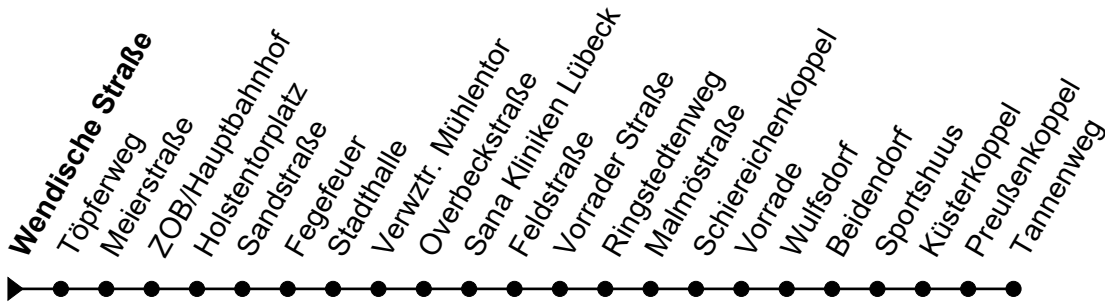 Wendische Straße
Töpferweg
Meierstraße
ZOB/Hauptbahnhof
Holstentorplatz
Sandstraße
Fegefeuer
Stadthalle
Verwztr. Mühlentor
Overbeckstraße
Sana Kliniken Lübeck
Feldstraße
Vorrader Straße
Ringstedtenweg
Malmöstraße
Schiereichenkoppel
Vorrade
Wulfsdorf
Beidendorf
Sportshuus
Küsterkoppel
Preußenkoppel
Tannenweg